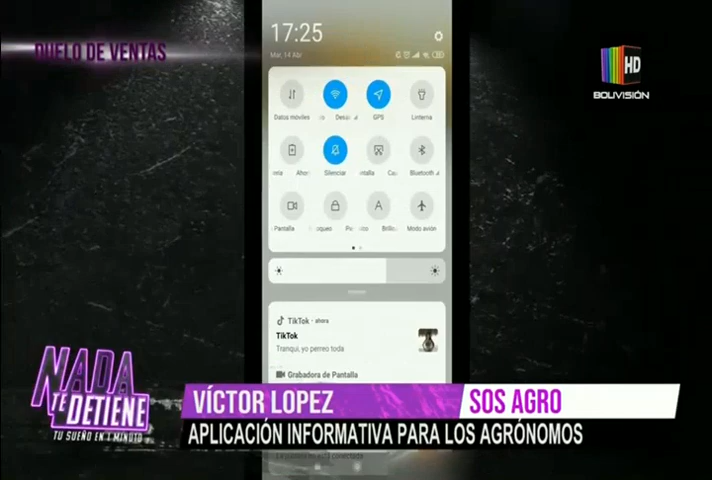 DUELO DE VENTAS
17:25
Mar, 14 Abr
HD
BOLIVISIÓN
Datos móviles
GPS
Linterna
Silenciar
Bluetooth
Pantalla
Brillo
Modo avión
TikTok • ahora
TikTok
Tranqui, yo perreo toda
Grabadora de Pantalla
NADA
TE DETIENE
TU SUEÑO EN 1 MINUTO
VÍCTOR LOPEZ
SOS AGRO
APLICACIÓN INFORMATIVA PARA LOS AGRÓNOMOS